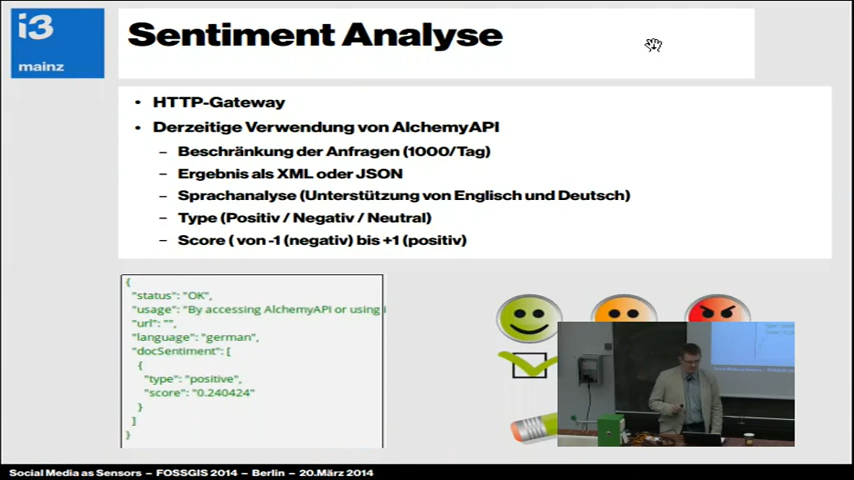 i3
mainz
Sentiment Analyse
• HTTP-Gateway
• Derzeitige Verwendung von AlchemyAPI
– Beschränkung der Anfragen (1000/Tag)
– Ergebnis als XML oder JSON
– Sprachanalyse (Unterstützung von Englisch und Deutsch)
– Type (Positiv / Negativ / Neutral)
– Score ( von -1 (negativ) bis +1 (positiv)
{
"status": "OK",
"usage": "By accessing AlchemyAPI or using
"url": "",
"language": "german",
"docSentiment": [
{
"type": "positive",
"score": "0.240424"
}
]
}
Social Media as Sensors – FOSSGIS 2014 – Berlin – 20.März 2014